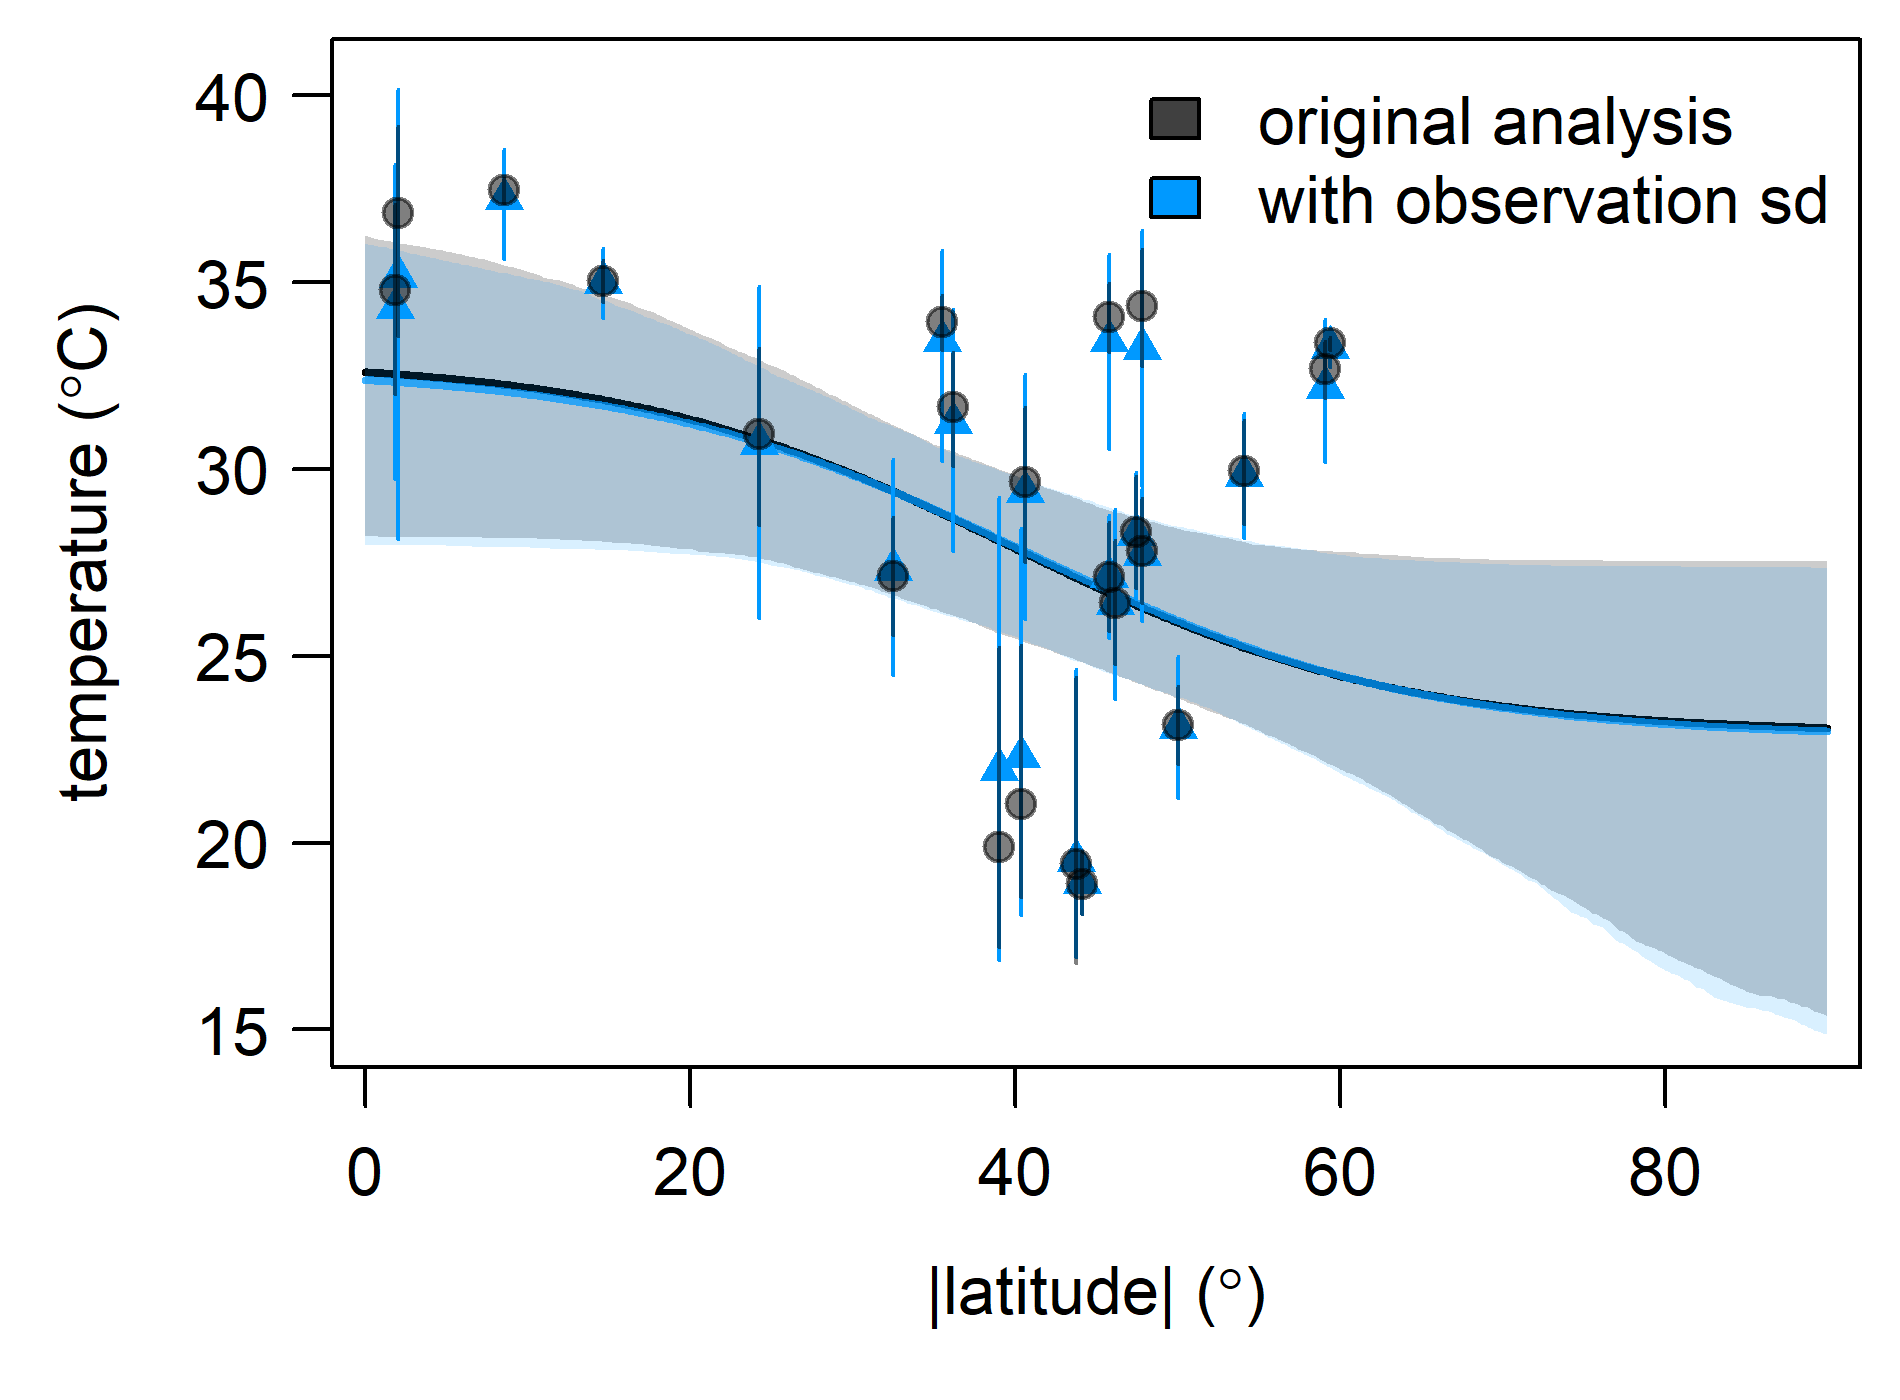 original analysis
with observation sd
temperature (°C)
40
35
30
25
20
15
0 20 40 60 80
|latitude| (°)